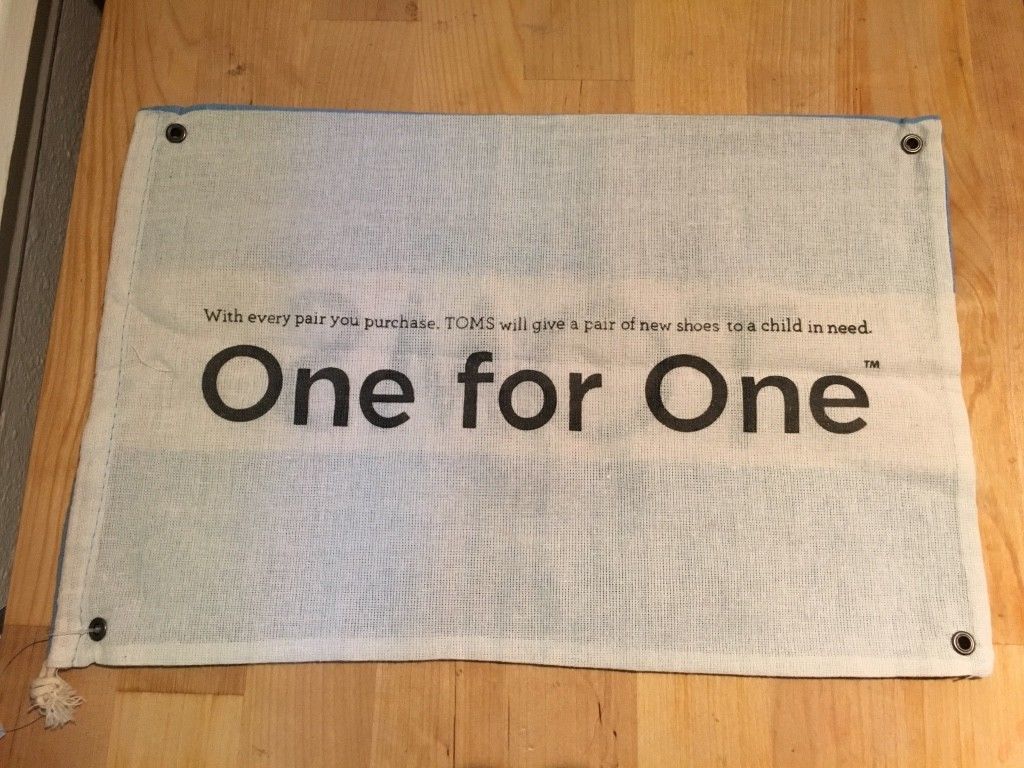 With every pair you purchase, TOMS will give a pair of new shoes to a child in need.
One for One™